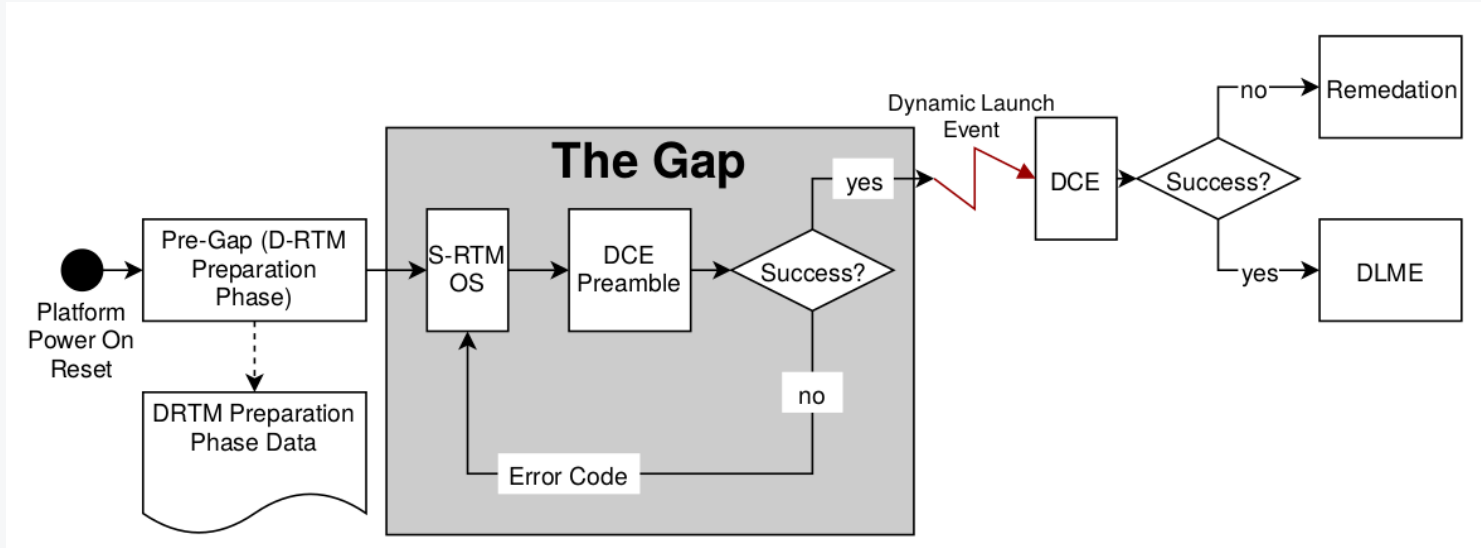 Platform
Power On
Reset
Pre-Gap (D-RTM
Preparation
Phase)
DRTM Preparation
Phase Data
The Gap
S-RTM
OS
DCE
Preamble
Success?
yes
no
Error Code
Dynamic Launch
Event
DCE
Success?
no
Remedation
yes
DLME